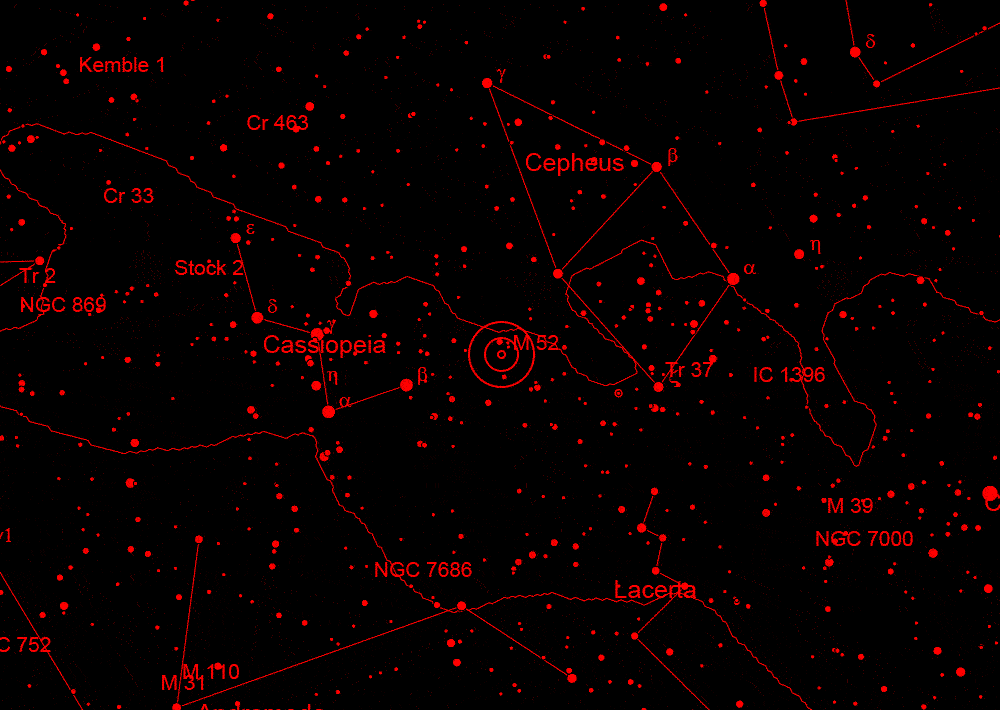 δ
Kemble 1
γ
Cr 463
Cepheus
β
Cr 33
ε
η
Stock 2
α
Tr 2
NGC 869
δ
γ
Cassiopeia
M 52
Tr 37
IC 1396
η
β
α
M 39
NGC 7000
NGC 7686
Lacerta
C 752
M 110
M 31
Andromeda